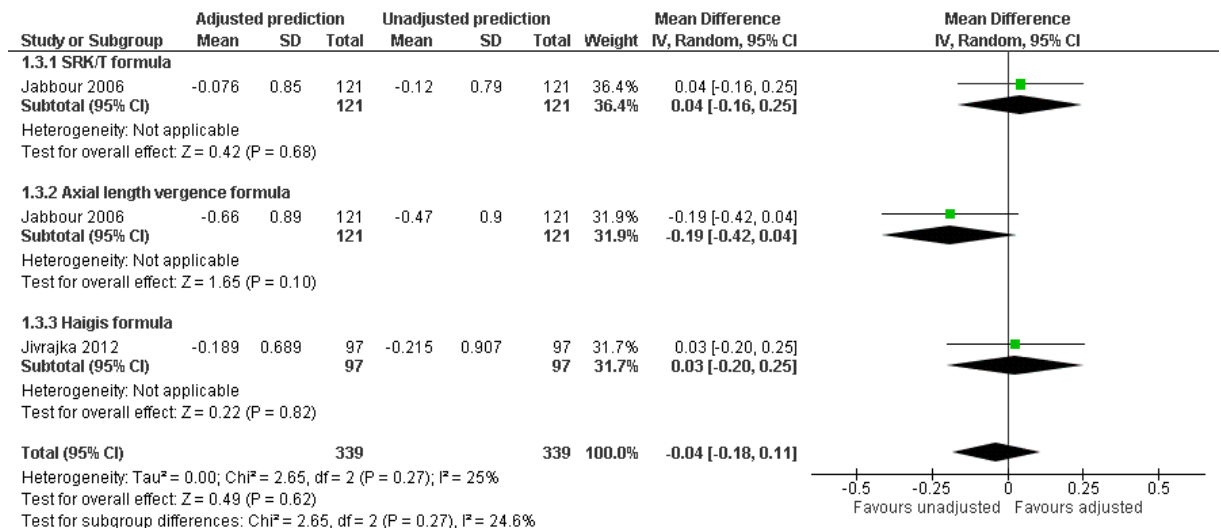 Adjusted prediction Unadjusted prediction Mean Difference Mean Difference
Study or Subgroup Mean SD Total Mean SD Total Weight IV, Random, 95% CI IV, Random, 95% CI
1.3.1 SRK/T formula
Jabbour 2006 -0.076 0.85 121 -0.12 0.79 121 36.4% 0.04 [-0.16, 0.25]
Subtotal (95% CI) 121 121 36.4% 0.04 [-0.16, 0.25]
Heterogeneity: Not applicable
Test for overall effect: Z = 0.42 (P = 0.68)
1.3.2 Axial length vergence formula
Jabbour 2006 -0.66 0.89 121 -0.47 0.9 121 31.9% -0.19 [-0.42, 0.04]
Subtotal (95% CI) 121 121 31.9% -0.19 [-0.42, 0.04]
Heterogeneity: Not applicable
Test for overall effect: Z = 1.65 (P = 0.10)
1.3.3 Haigis formula
Jivrajka 2012 -0.189 0.689 97 -0.215 0.907 97 31.7% 0.03 [-0.20, 0.25]
Subtotal (95% CI) 97 97 31.7% 0.03 [-0.20, 0.25]
Heterogeneity: Not applicable
Test for overall effect: Z = 0.22 (P = 0.82)
Total (95% CI) 339 339 100.0% -0.04 [-0.18, 0.11]
Heterogeneity: Tau² = 0.00; Chi² = 2.65, df = 2 (P = 0.27); I² = 25%
Test for overall effect: Z = 0.49 (P = 0.62)
Test for subgroup differences: Chi² = 2.65, df = 2 (P = 0.27), I² = 24.6%
-0.5 -0.25 0 0.25 0.5
Favours unadjusted Favours adjusted